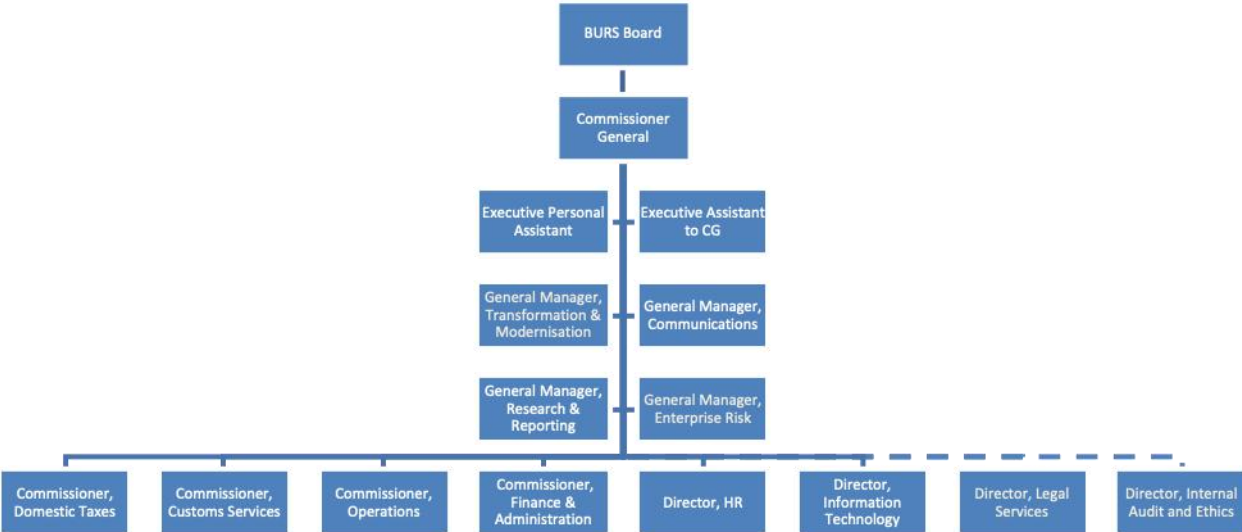 BURS Board
Commissioner
General
Executive Personal
Assistant
Executive Assistant
to CG
General Manager,
Transformation &
Modernisation
General Manager,
Communications
General Manager,
Research &
Reporting
General Manager,
Enterprise Risk
Commissioner,
Domestic Taxes
Commissioner,
Customs Services
Commissioner,
Operations
Commissioner,
Finance &
Administration
Director, HR
Director,
Information
Technology
Director, Legal
Services
Director, Internal
Audit and Ethics